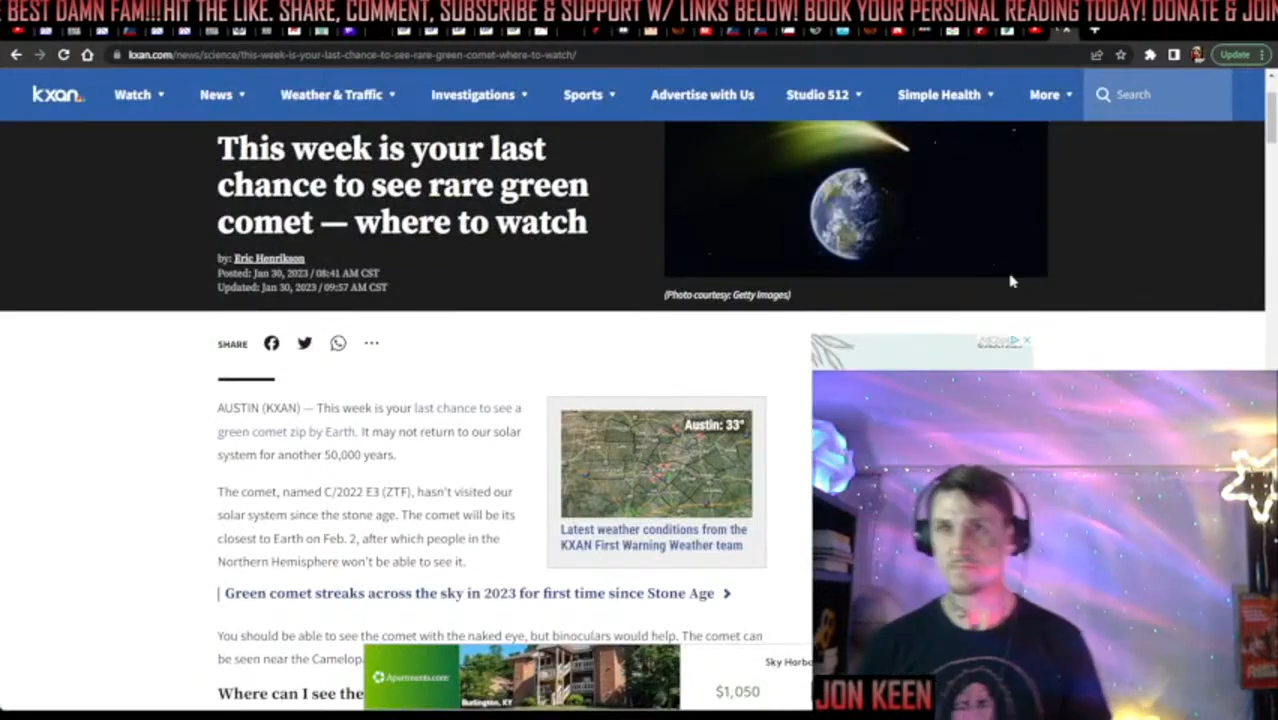 BEST DAMN FAM!!!HIT THE LIKE. SHARE, COMMENT, SUBSCRIBE & SUPPORT W/ LINKS BELOW! BOOK YOUR PERSONAL READING TODAY! DONATE & JOIN
kxan.com/news/science/this-week-is-your-last-chance-to-see-rare-green-comet-where-to-watch/
Update
kxan Watch News Weather & Traffic Investigations Sports Advertise with Us Studio 512 Simple Health More Search
This week is your last
chance to see rare green
comet — where to watch
by: Eric Henrikson
Posted: Jan 30, 2023 / 08:41 AM CST
Updated: Jan 30, 2023 / 09:57 AM CST
(Photo courtesy: Getty Images)
SHARE
AUSTIN (KXAN) — This week is your last chance to see a
green comet zip by Earth. It may not return to our solar
system for another 50,000 years.
The comet, named C/2022 E3 (ZTF), hasn't visited our
solar system since the stone age. The comet will be its
closest to Earth on Feb. 2, after which people in the
Northern Hemisphere won't be able to see it.
Austin: 33°
Latest weather conditions from the
KXAN First Warning Weather team
Green comet streaks across the sky in 2023 for first time since Stone Age
You should be able to see the comet with the naked eye, but binoculars would help. The comet can
be seen near the Camelopa
Where can I see the
Apartments.com
Burlington, KY
Sky Harbo
$1,050
JON KEEN